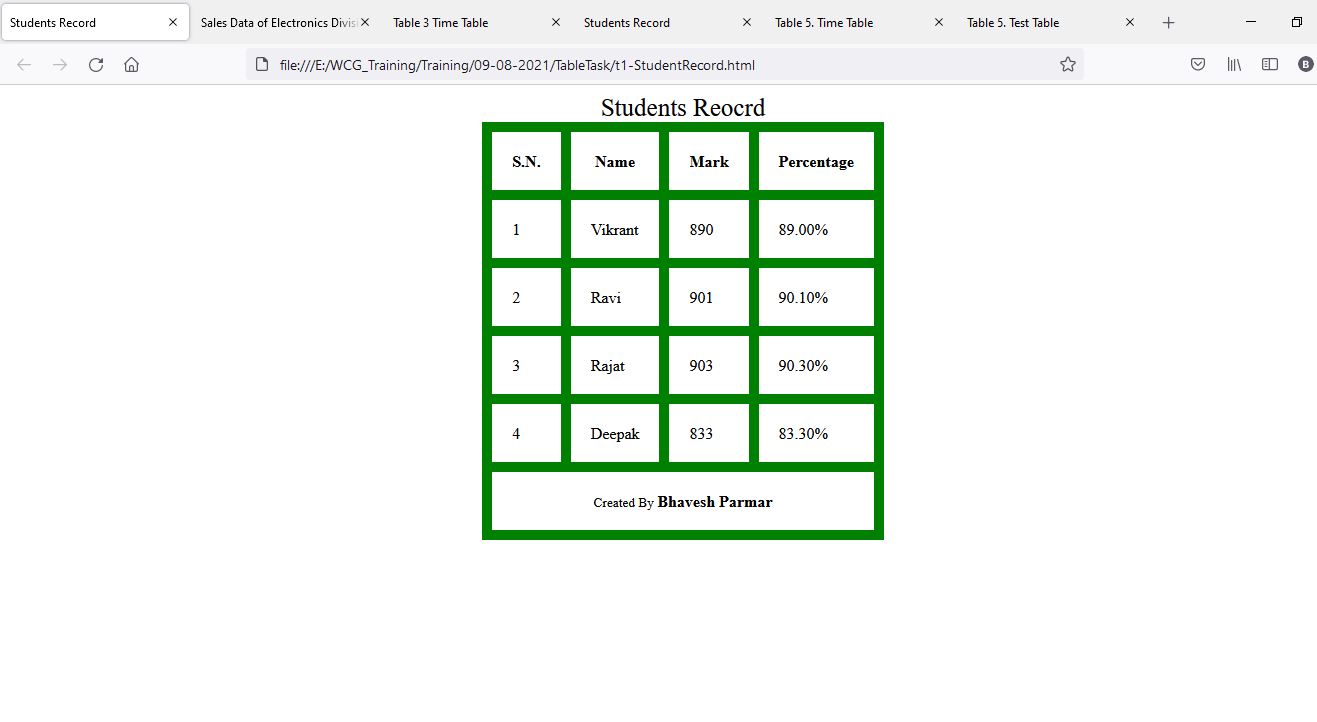 Students Record
Sales Data of Electronics Divis
Table 3 Time Table
Students Record
Table 5. Time Table
Table 5. Test Table
file:///E:/WCG_Training/Training/09-08-2021/TableTask/t1-StudentRecord.html
B
Students Reocrd
S.N. Name Mark Percentage
1 Vikrant 890 89.00%
2 Ravi 901 90.10%
3 Rajat 903 90.30%
4 Deepak 833 83.30%
Created By Bhavesh Parmar